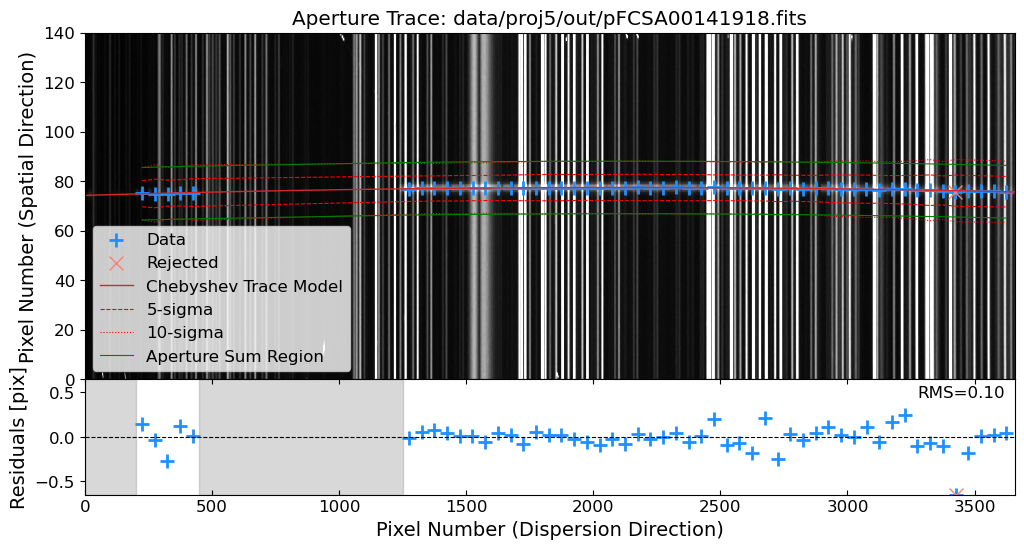 Aperture Trace: data/proj5/out/pFCSA00141918.fits
Pixel Number (Spatial Direction)
140
120
100
80
60
40
20
0
Data
Rejected
Chebyshev Trace Model
5-sigma
10-sigma
Aperture Sum Region
Residuals [pix]
0.5
0.0
−0.5
RMS=0.10
0
500
1000
1500
2000
2500
3000
3500
Pixel Number (Dispersion Direction)